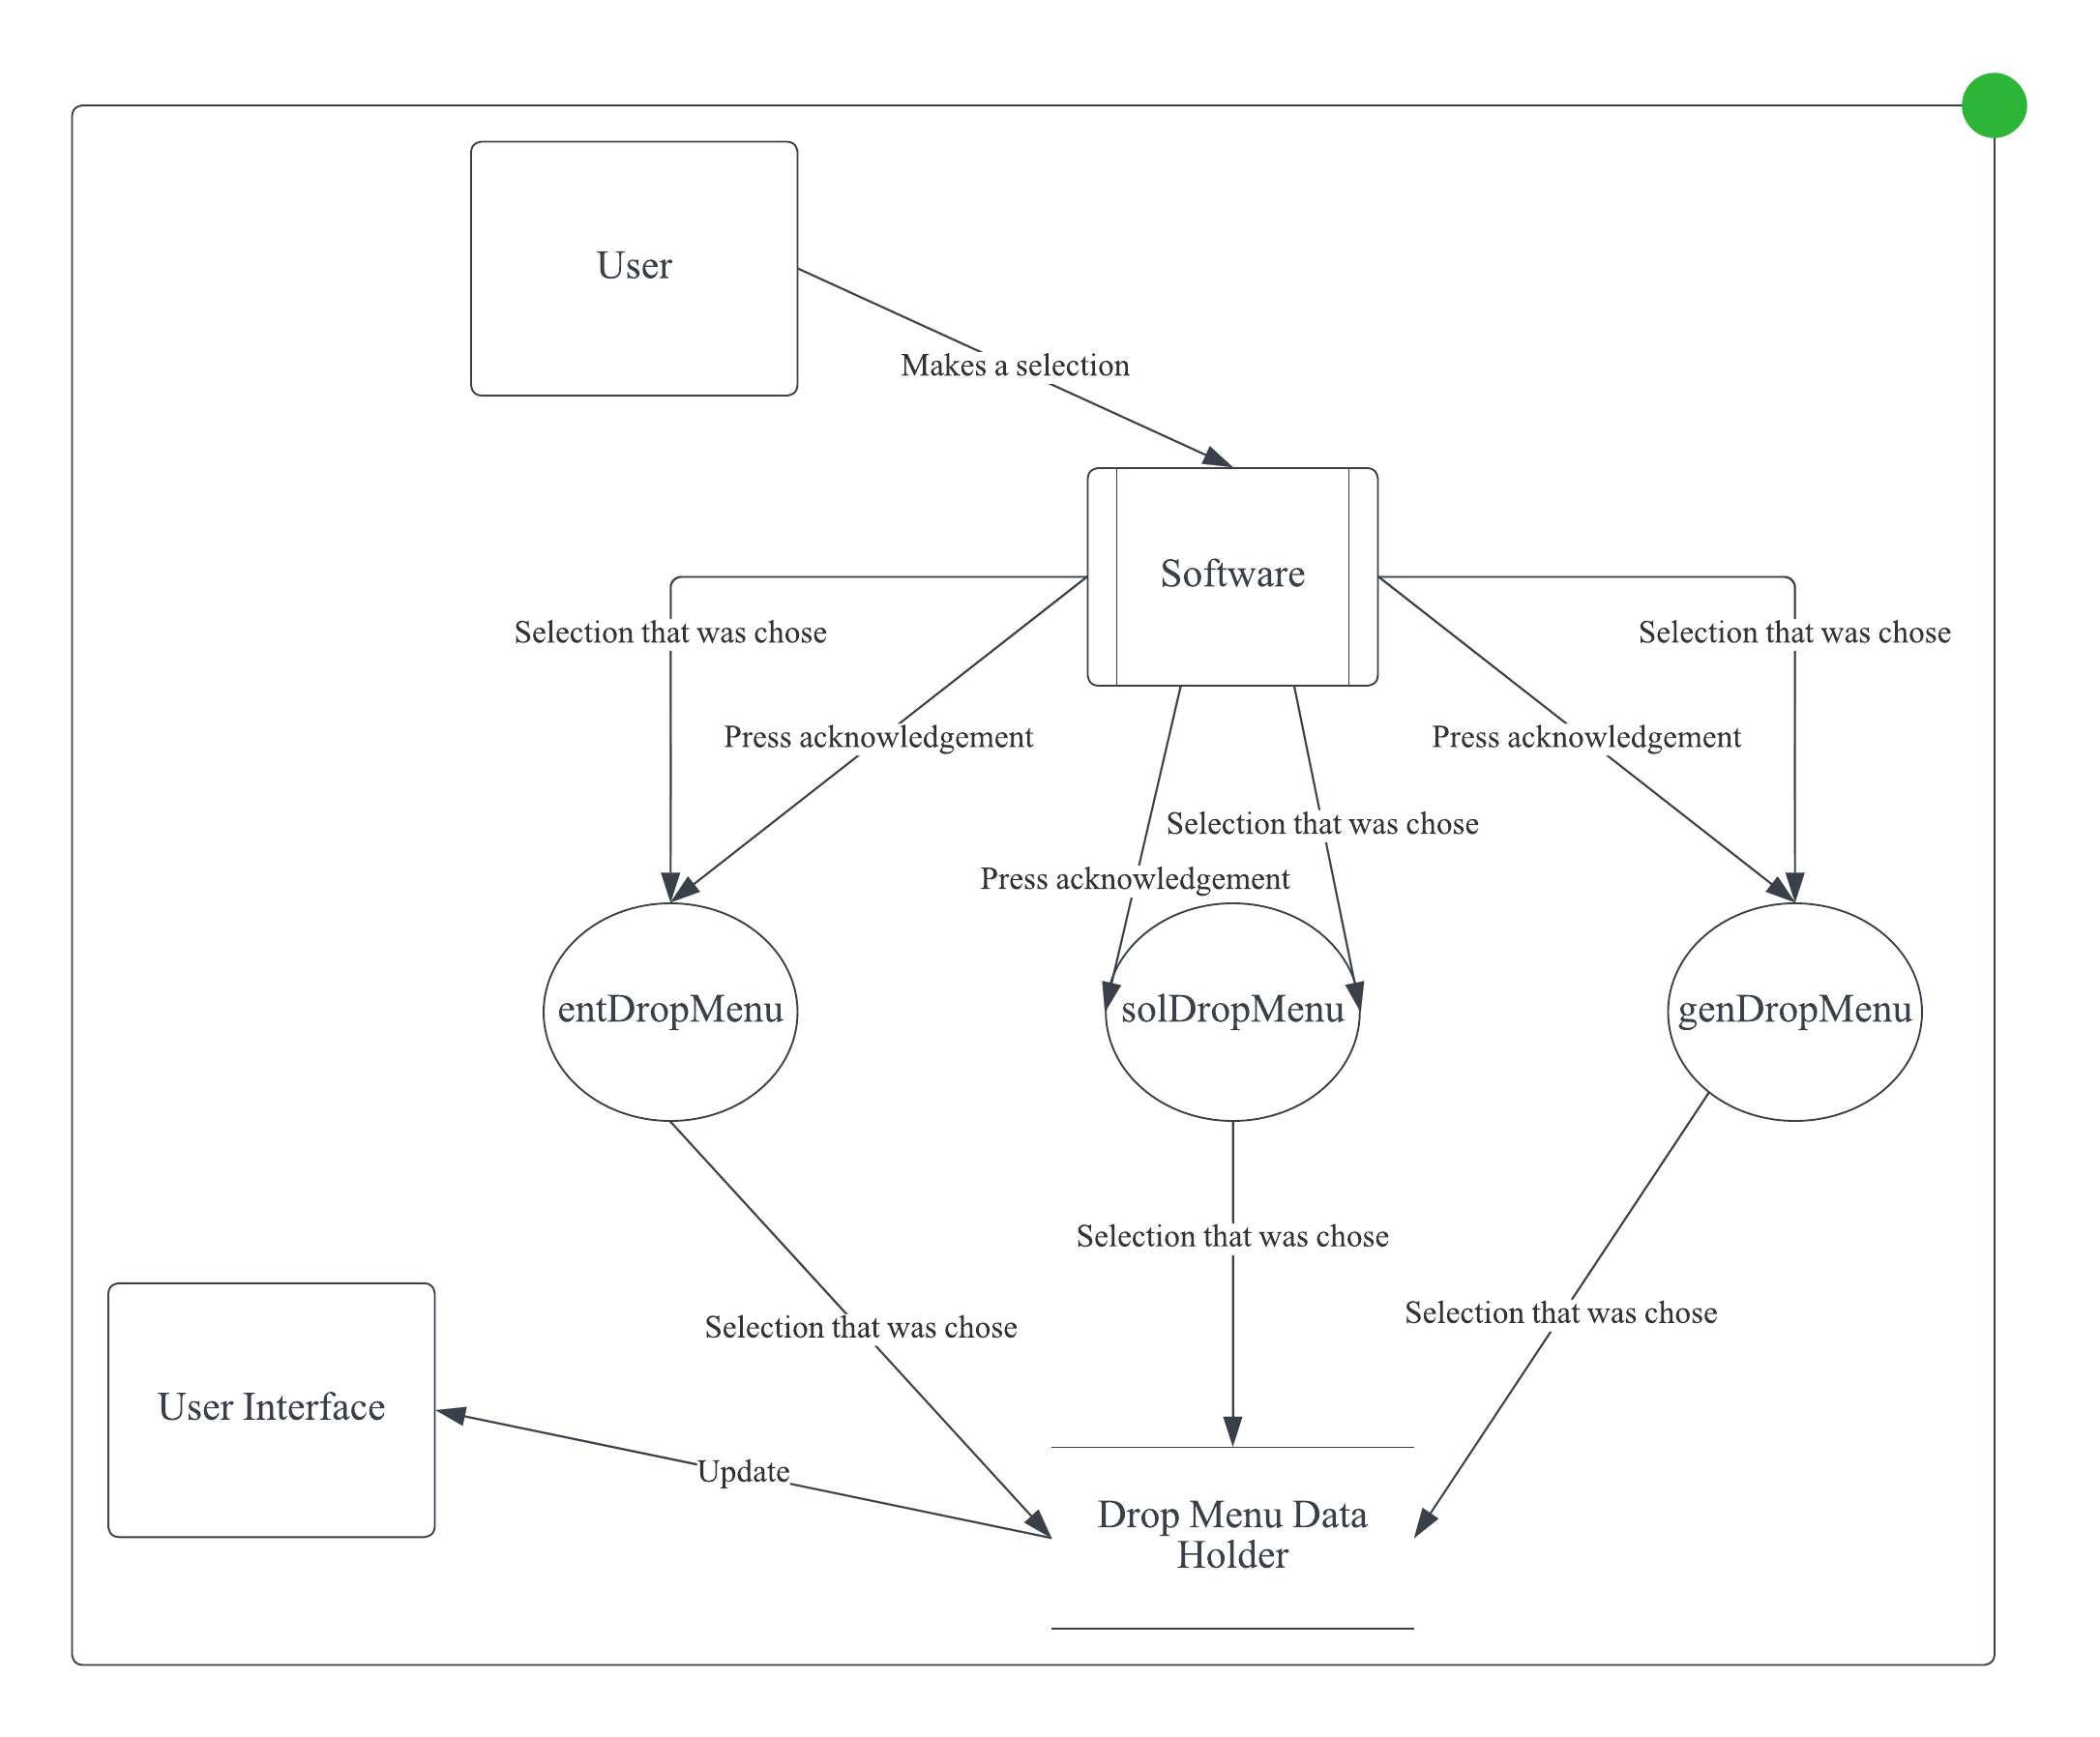 User
Makes a selection
Software
Selection that was chose
Selection that was chose
Press acknowledgement
Press acknowledgement
Selection that was chose
Press acknowledgement
entDropMenu
solDropMenu
genDropMenu
Selection that was chose
Selection that was chose
Selection that was chose
User Interface
Update
Drop Menu Data
Holder